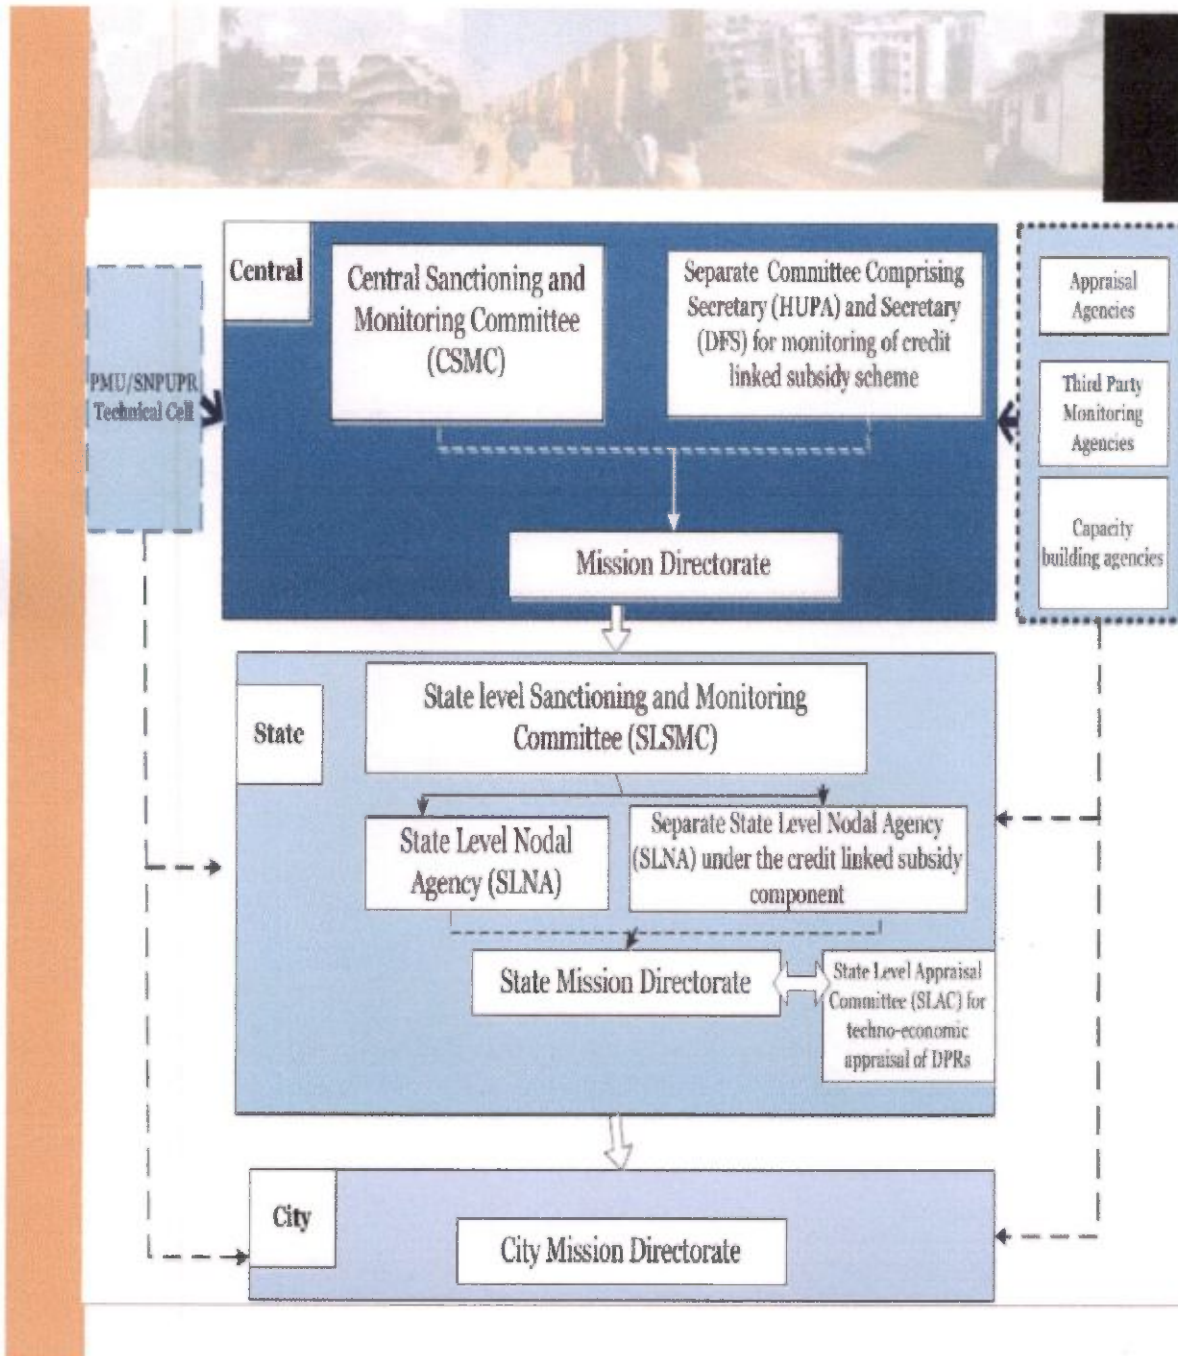 Central
Central Sanctioning and
Monitoring Committee
(CSMC)
Separate Committee Comprising
Secretary (HUPA) and Secretary
(DFS) for monitoring of credit
linked subsidy scheme
Mission Directorate
PMU/SNPUPR
Technical Cell
Appraisal
Agencies
Third Party
Monitoring
Agencies
Capacity
building agencies
State
State level Sanctioning and Monitoring
Committee (SLSMC)
State Level Nodal
Agency (SLNA)
Separate State Level Nodal Agency
(SLNA) under the credit linked subsidy
component
State Mission Directorate
State Level Appraisal
Committee (SLAC) for
techno-economic
appraisal of DPRs
City
City Mission Directorate